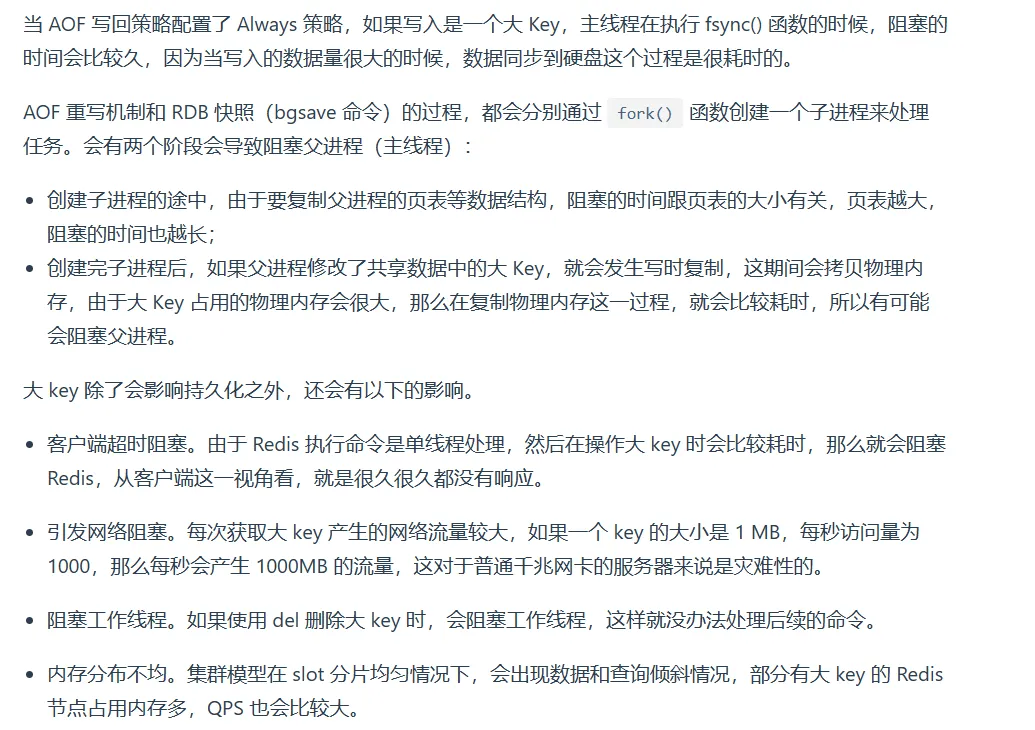 当 AOF 写回策略配置了 Always 策略，如果写入是一个大 Key，主线程在执行 fsync() 函数的时候，阻塞的
时间会比较久，因为当写入的数据量很大的时候，数据同步到硬盘这个过程是很耗时的。
AOF 重写机制和 RDB 快照（bgsave 命令）的过程，都会分别通过 fork() 函数创建一个子进程来处理
任务。会有两个阶段会导致阻塞父进程（主线程）：
• 创建子进程的途中，由于要复制父进程的页表等数据结构，阻塞的时间跟页表的大小有关，页表越大，
阻塞的时间也越长；
• 创建完子进程后，如果父进程修改了共享数据中的大 Key，就会发生写时复制，这期间会拷贝物理内
存，由于大 Key 占用的物理内存会很大，那么在复制物理内存这一过程，就会比较耗时，所以有可能
会阻塞父进程。
大 key 除了会影响持久化之外，还会有以下的影响。
• 客户端超时阻塞。由于 Redis 执行命令是单线程处理，然后在操作大 key 时会比较耗时，那么就会阻塞
Redis，从客户端这一视角看，就是很久很久都没有响应。
• 引发网络阻塞。每次获取大 key 产生的网络流量较大，如果一个 key 的大小是 1 MB，每秒访问量为
1000，那么每秒会产生 1000MB 的流量，这对于普通千兆网卡的服务器来说是灾难性的。
• 阻塞工作线程。如果使用 del 删除大 key 时，会阻塞工作线程，这样就没办法处理后续的命令。
• 内存分布不均。集群模型在 slot 分片均匀情况下，会出现数据和查询倾斜情况，部分有大 key 的 Redis
节点占用内存多，QPS 也会比较大。